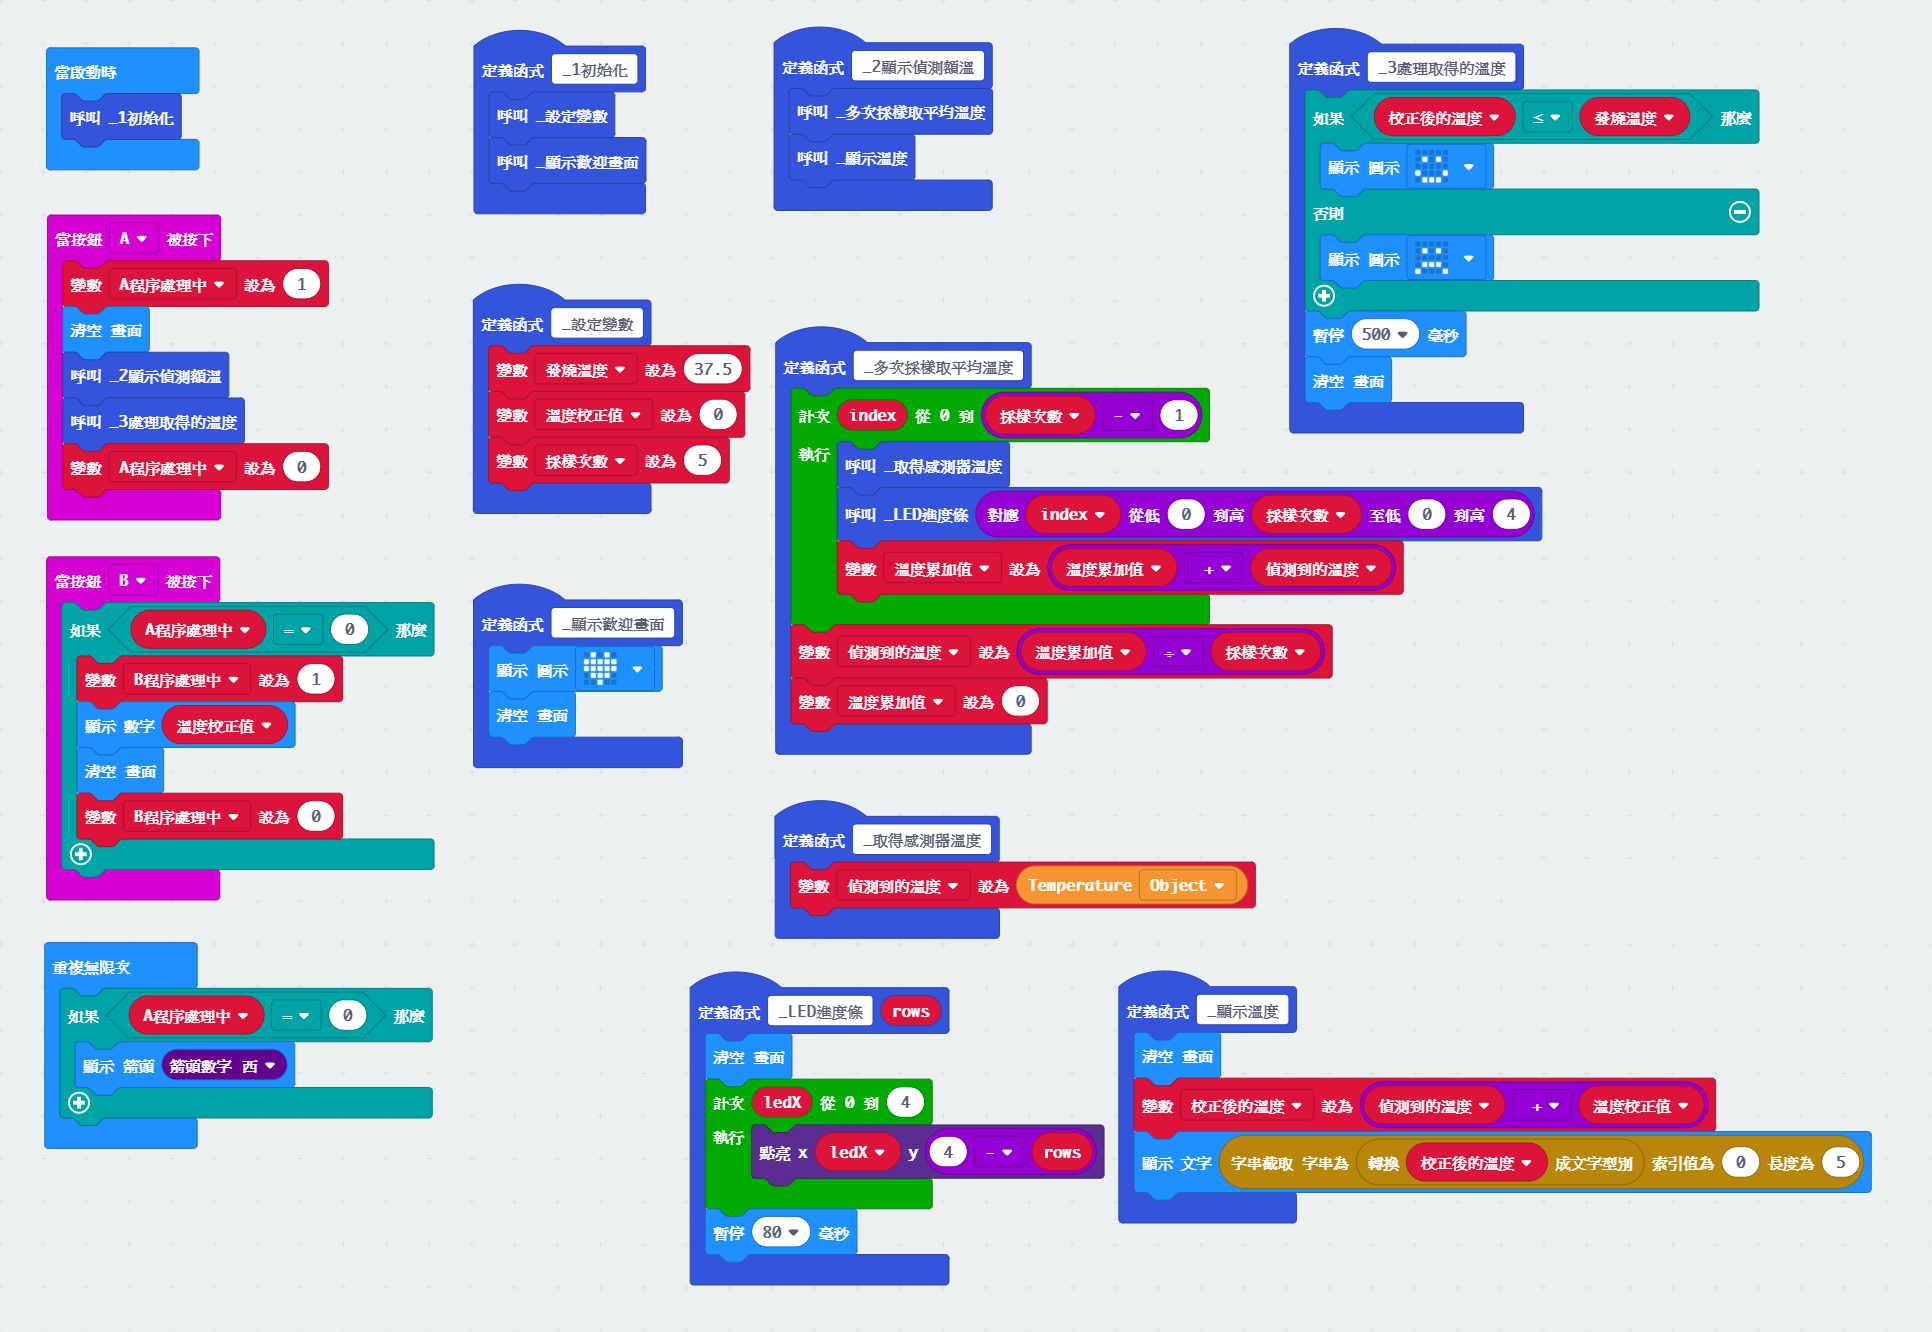 當啟動時
呼叫 _1初始化
當按鈕 A 被按下
變數 A程序處理中 設為 1
清空 畫面
呼叫 _2顯示偵測額溫
呼叫 _3處理取得的溫度
變數 A程序處理中 設為 0
當按鈕 B 被按下
如果 A程序處理中 = 0 那麼
變數 B程序處理中 設為 1
顯示 數字 溫度校正值
清空 畫面
變數 B程序處理中 設為 0
重複無限次
如果 A程序處理中 = 0 那麼
顯示 箭頭 箭頭數字 西
定義函式 _1初始化
呼叫 _設定變數
呼叫 _顯示歡迎畫面
定義函式 _設定變數
變數 發燒溫度 設為 37.5
變數 溫度校正值 設為 0
變數 採樣次數 設為 5
定義函式 _顯示歡迎畫面
顯示 圖示
清空 畫面
定義函式 _2顯示偵測額溫
呼叫 _多次採樣取平均溫度
呼叫 _顯示溫度
定義函式 _多次採樣取平均溫度
計次 index 從 0 到 採樣次數 - 1
執行
呼叫 _取得感測器溫度
呼叫 _LED進度條 對應 index 從低 0 到高 採樣次數 至低 0 到高 4
變數 溫度累加值 設為 溫度累加值 + 偵測到的溫度
變數 偵測到的溫度 設為 溫度累加值 ÷ 採樣次數
變數 溫度累加值 設為 0
定義函式 _取得感測器溫度
變數 偵測到的溫度 設為 Temperature Object
定義函式 _LED進度條 rows
清空 畫面
計次 ledX 從 0 到 4
執行
點亮 x ledX y 4 - rows
暫停 80 毫秒
定義函式 _3處理取得的溫度
如果 校正後的溫度 ≤ 發燒溫度 那麼
顯示 圖示
否則
顯示 圖示
暫停 500 毫秒
清空 畫面
定義函式 _顯示溫度
清空 畫面
變數 校正後的溫度 設為 偵測到的溫度 + 溫度校正值
顯示 文字 字串截取 字串為 轉換 校正後的溫度 成文字型別 索引值為 0 長度為 5